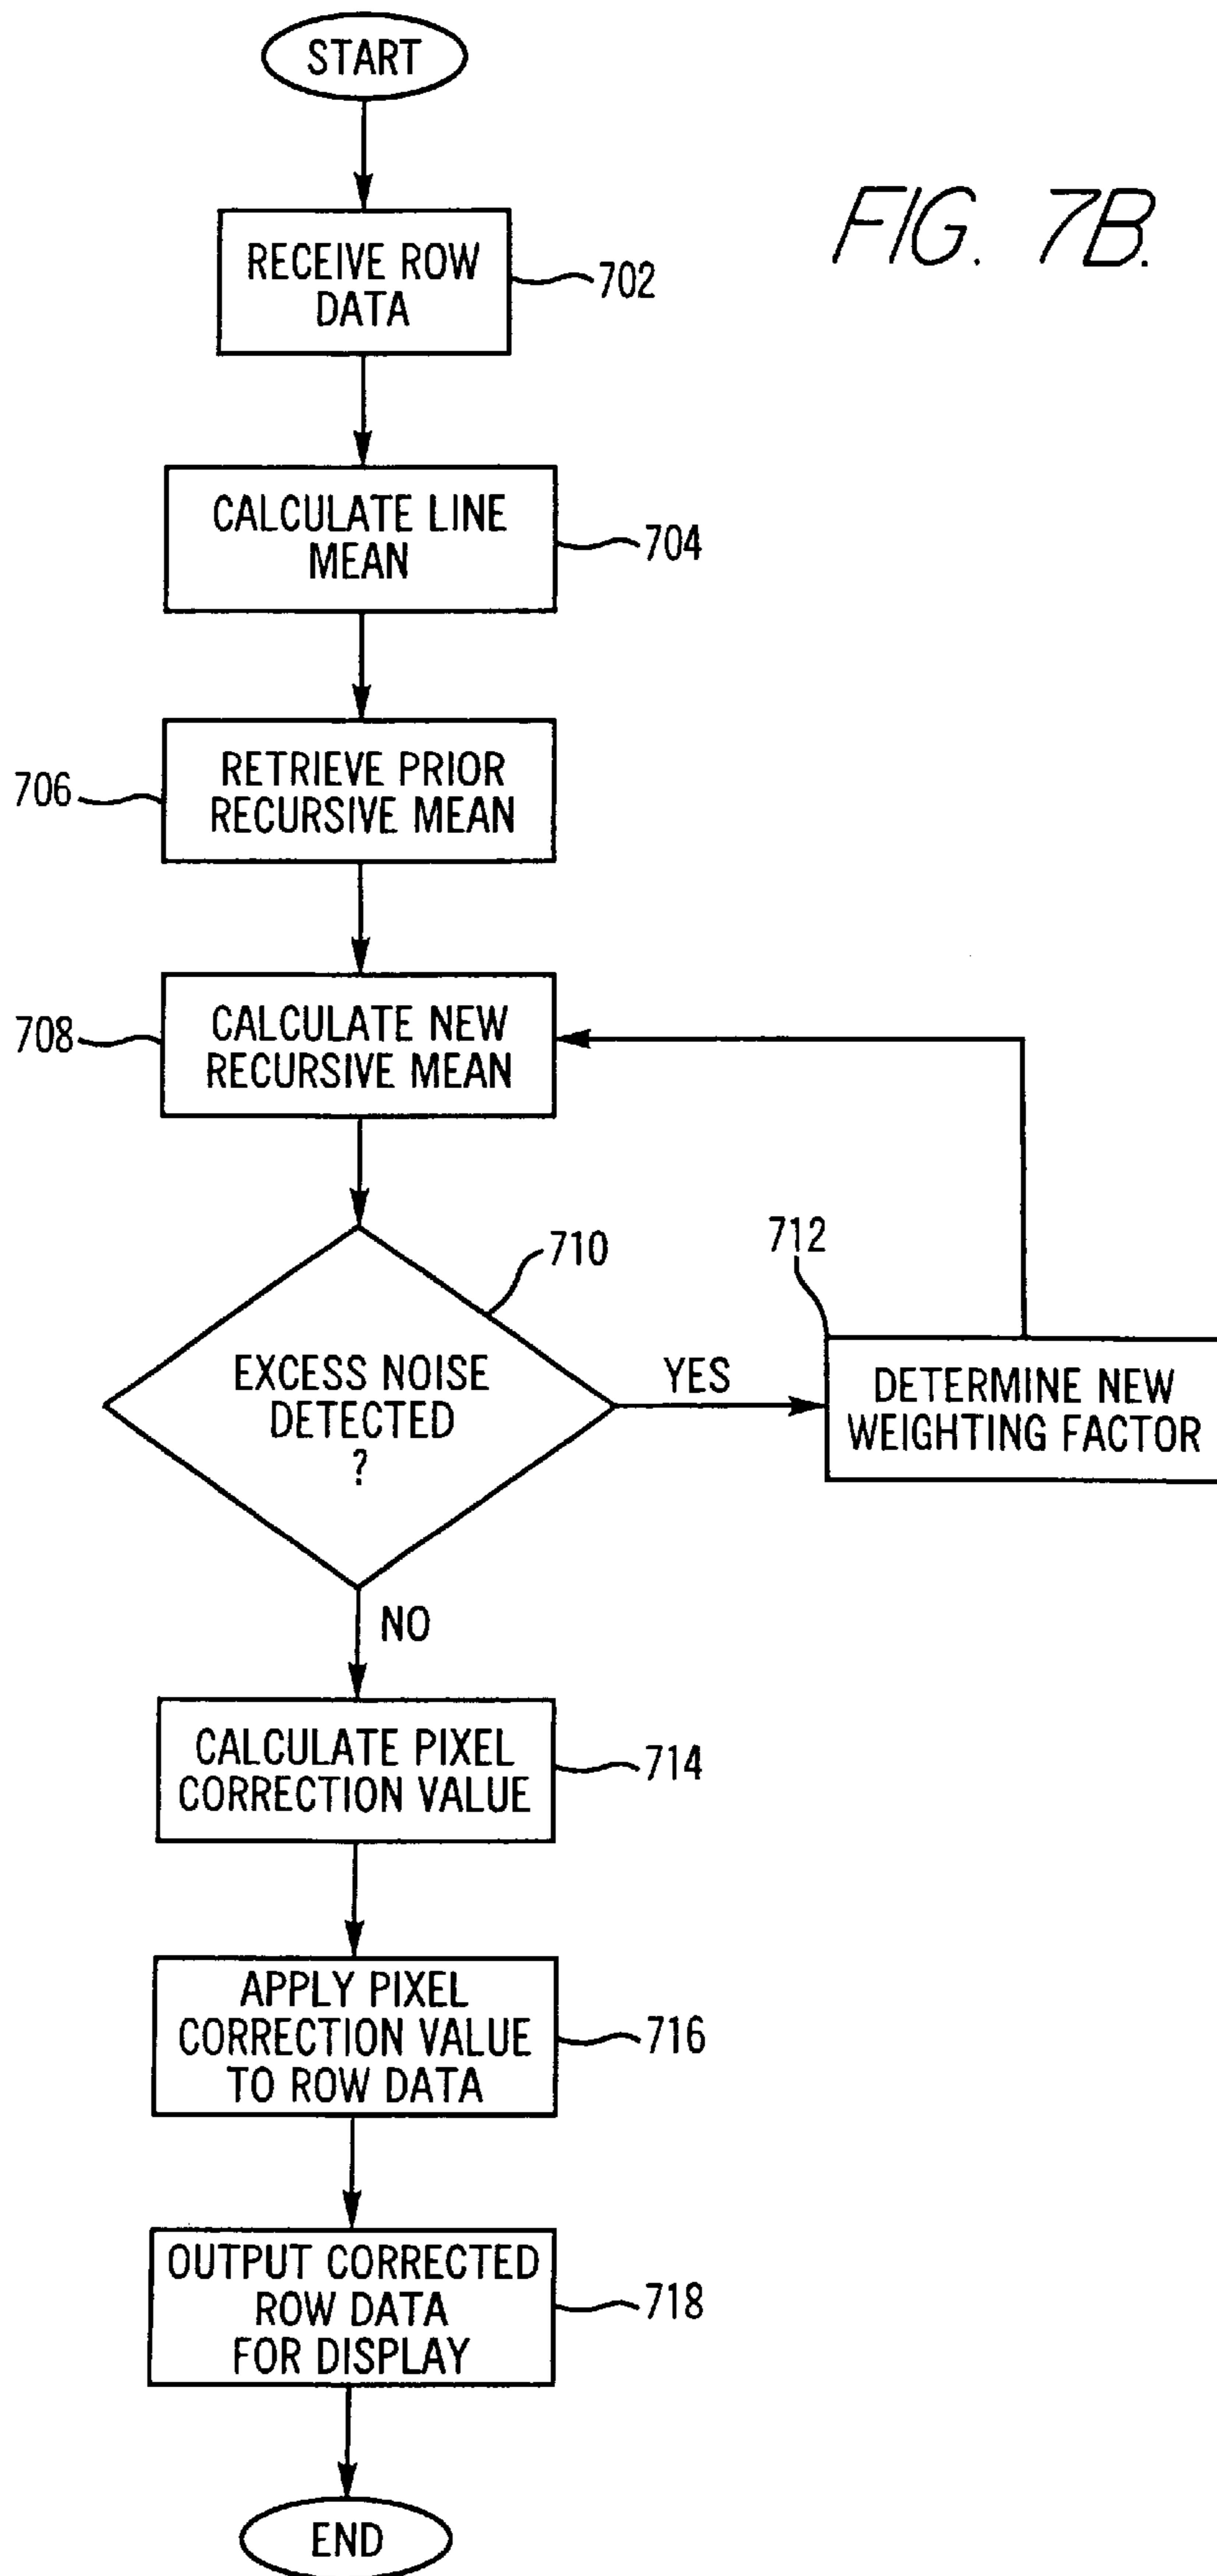 START
FIG. 7B.
RECEIVE ROW
DATA
702
CALCULATE LINE
MEAN
704
RETRIEVE PRIOR
RECURSIVE MEAN
706
CALCULATE NEW
RECURSIVE MEAN
708
710
EXCESS NOISE
DETECTED
?
YES
712
DETERMINE NEW
WEIGHTING FACTOR
NO
CALCULATE PIXEL
CORRECTION VALUE
714
APPLY PIXEL
CORRECTION VALUE
TO ROW DATA
716
OUTPUT CORRECTED
ROW DATA
FOR DISPLAY
718
END